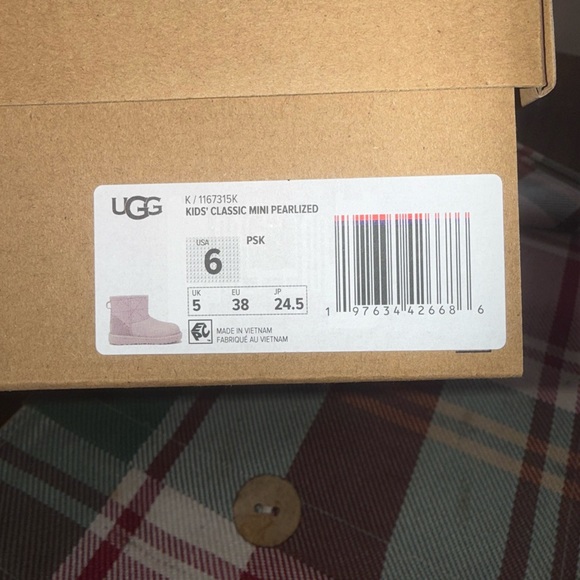 UGG
K / 1167315K
KIDS' CLASSIC MINI PEARLIZED
USA
6
PSK
UK EU JP
5 38 24.5
MADE IN VIETNAM
FABRIQUÉ AU VIETNAM
1 97634 42668 6